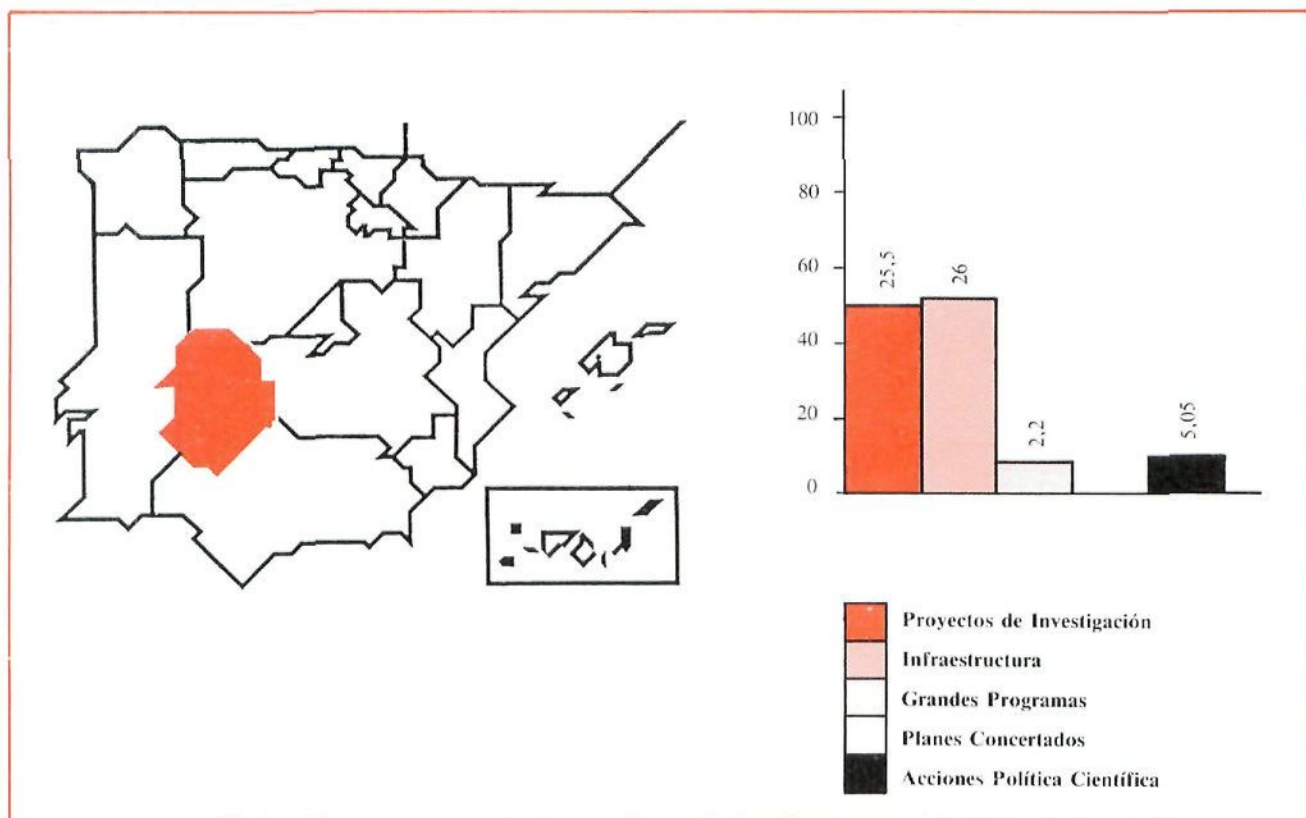 100
80
60
40
20
0
25,5
26
2,2
5,05
Proyectos de Investigación
Infraestructura
Grandes Programas
Planes Concertados
Acciones Política Científica